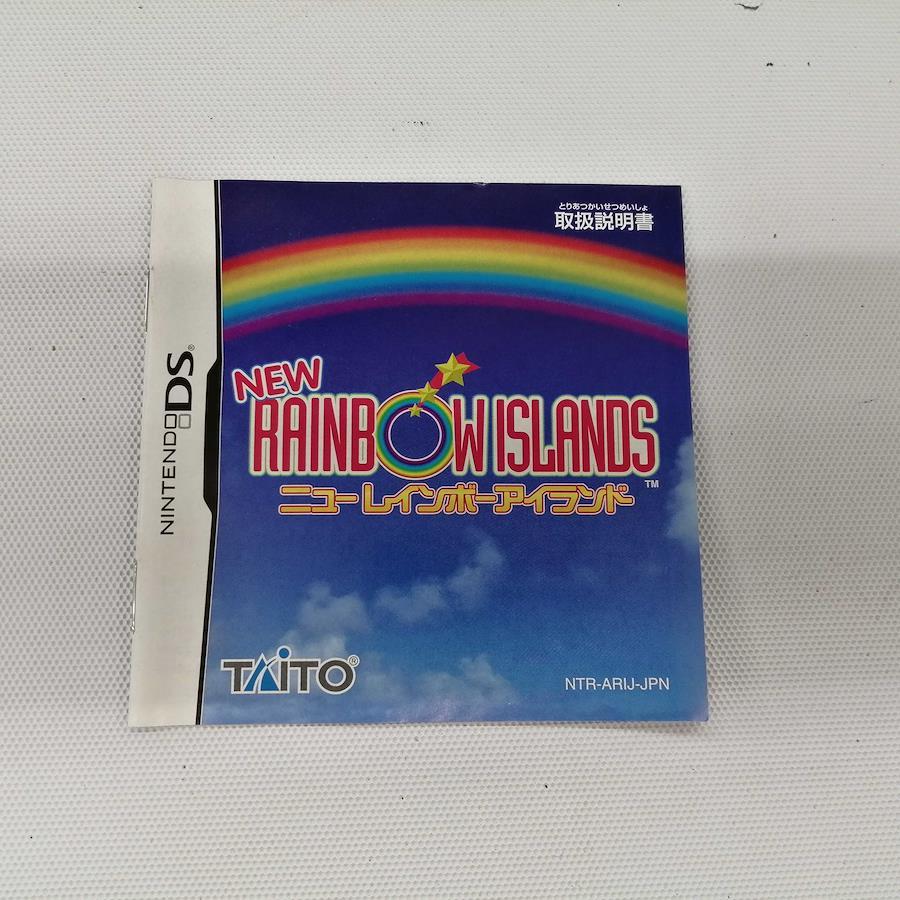 NINTENDO DS®
とりあつかいせつめいしょ
取扱説明書
NEW
RAINBOW ISLANDS™
ニューレインボーアイランド
TAITO®
NTR-ARIJ-JPN